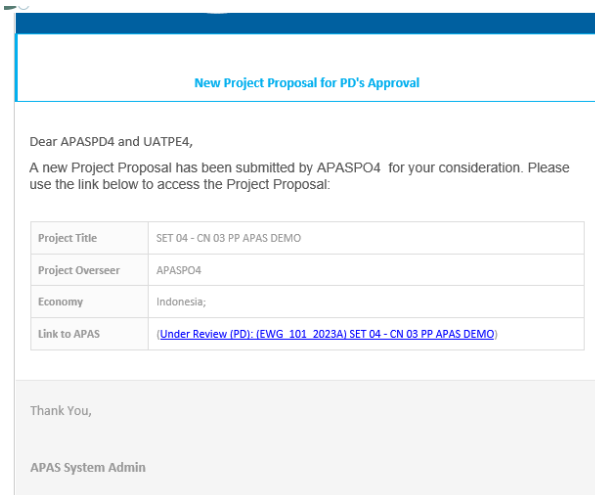 New Project Proposal for PD's Approval
Dear APASPD4 and UATPE4,
A new Project Proposal has been submitted by APASPO4 for your consideration. Please
use the link below to access the Project Proposal:
Project Title SET 04 - CN 03 PP APAS DEMO
Project Overseer APASPO4
Economy Indonesia;
Link to APAS (Under Review (PD): (EWG_101_2023A) SET 04 - CN 03 PP APAS DEMO)
Thank You,
APAS System Admin